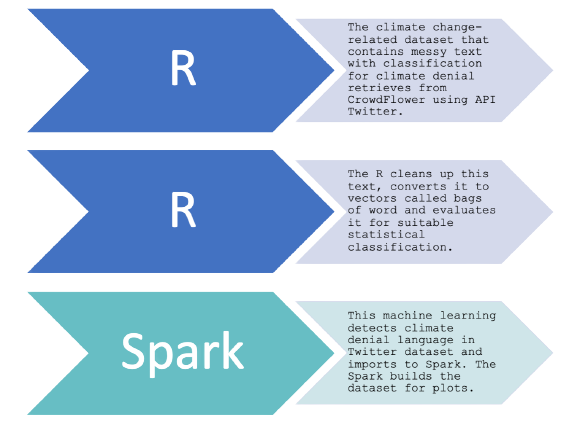 R
The climate change-
related dataset that
contains messy text
with classification
for climate denial
retrieves from
CrowdFlower using API
Twitter.
R
The R cleans up this
text, converts it to
vectors called bags
of word and evaluates
it for suitable
statistical
classification.
Spark
This machine learning
detects climate
denial language in
Twitter dataset and
imports to Spark. The
Spark builds the
dataset for plots.